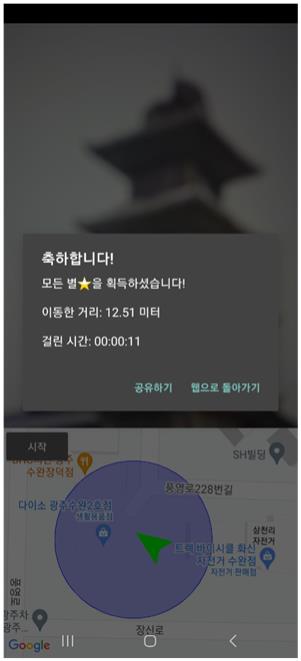 축하합니다!
모든 별⭐을 획득하셨습니다!
이동한 거리: 12.51 미터
걸린 시간: 00:00:11
공유하기 웹으로 돌아가기
시작
수완장덕점
SH빌딩
풍영로228번길
다이소 광주수완2호점
생활용품점
삼천리
자전거
트렉 바이시클 화신
자전거 수완점
자전거 판매점
풍영로
광주차
광주...
장신로
Google